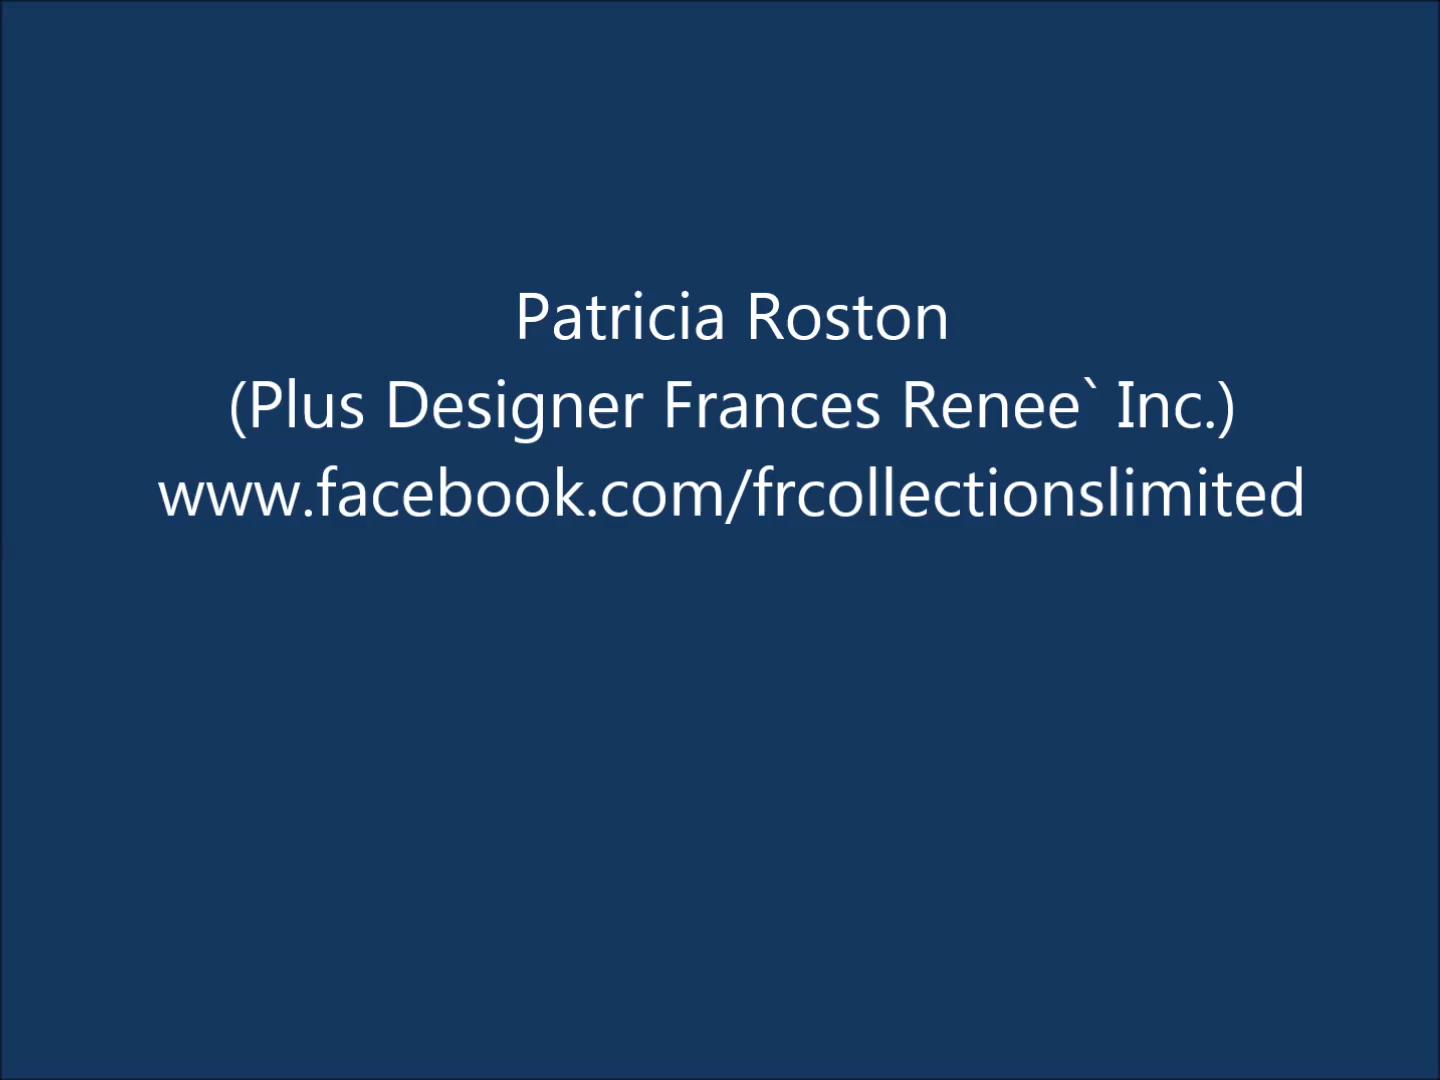 Patricia Roston
(Plus Designer Frances Renee` Inc.)
www.facebook.com/frcollectionslimited